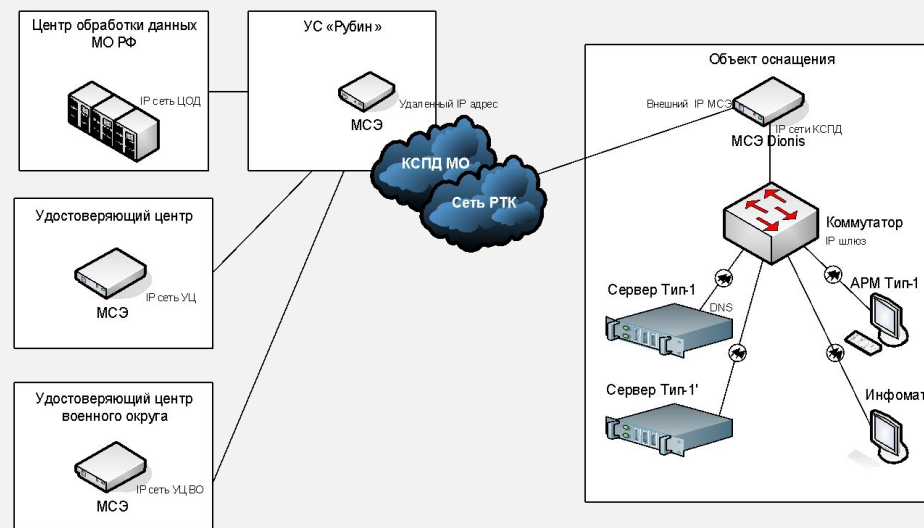 Центр обработки данных
МО РФ
IP сеть ЦОД
УС «Рубин»
Удаленный IP адрес
МСЭ
КСПД МО
Сеть РТК
Удостоверяющий центр
IP сеть УЦ
МСЭ
Удостоверяющий центр
военного округа
IP сеть УЦ ВО
МСЭ
Объект оснащения
Внешний IP МСЭ
IP сети КСПД
МСЭ Dionis
Коммутатор
IP шлюз
Сервер Тип-1
DNS
АРМ Тип-1
Сервер Тип-1'
Инфомат